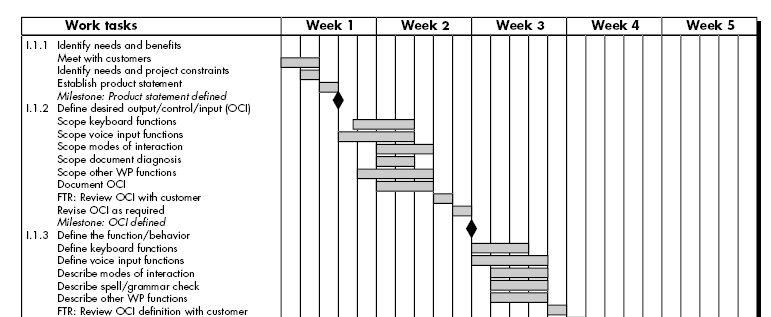 Work tasks Week 1 Week 2 Week 3 Week 4 Week 5
I.1.1 Identify needs and benefits
Meet with customers
Identify needs and project constraints
Establish product statement
Milestone: Product statement defined
I.1.2 Define desired output/control/input (OCI)
Scope keyboard functions
Scope voice input functions
Scope modes of interaction
Scope document diagnosis
Scope other WP functions
Document OCI
FTR: Review OCI with customer
Revise OCI as required
Milestone: OCI defined
I.1.3 Define the function/behavior
Define keyboard functions
Define voice input functions
Describe modes of interaction
Describe spell/grammar check
Describe other WP functions
FTR: Review OCI definition with customer